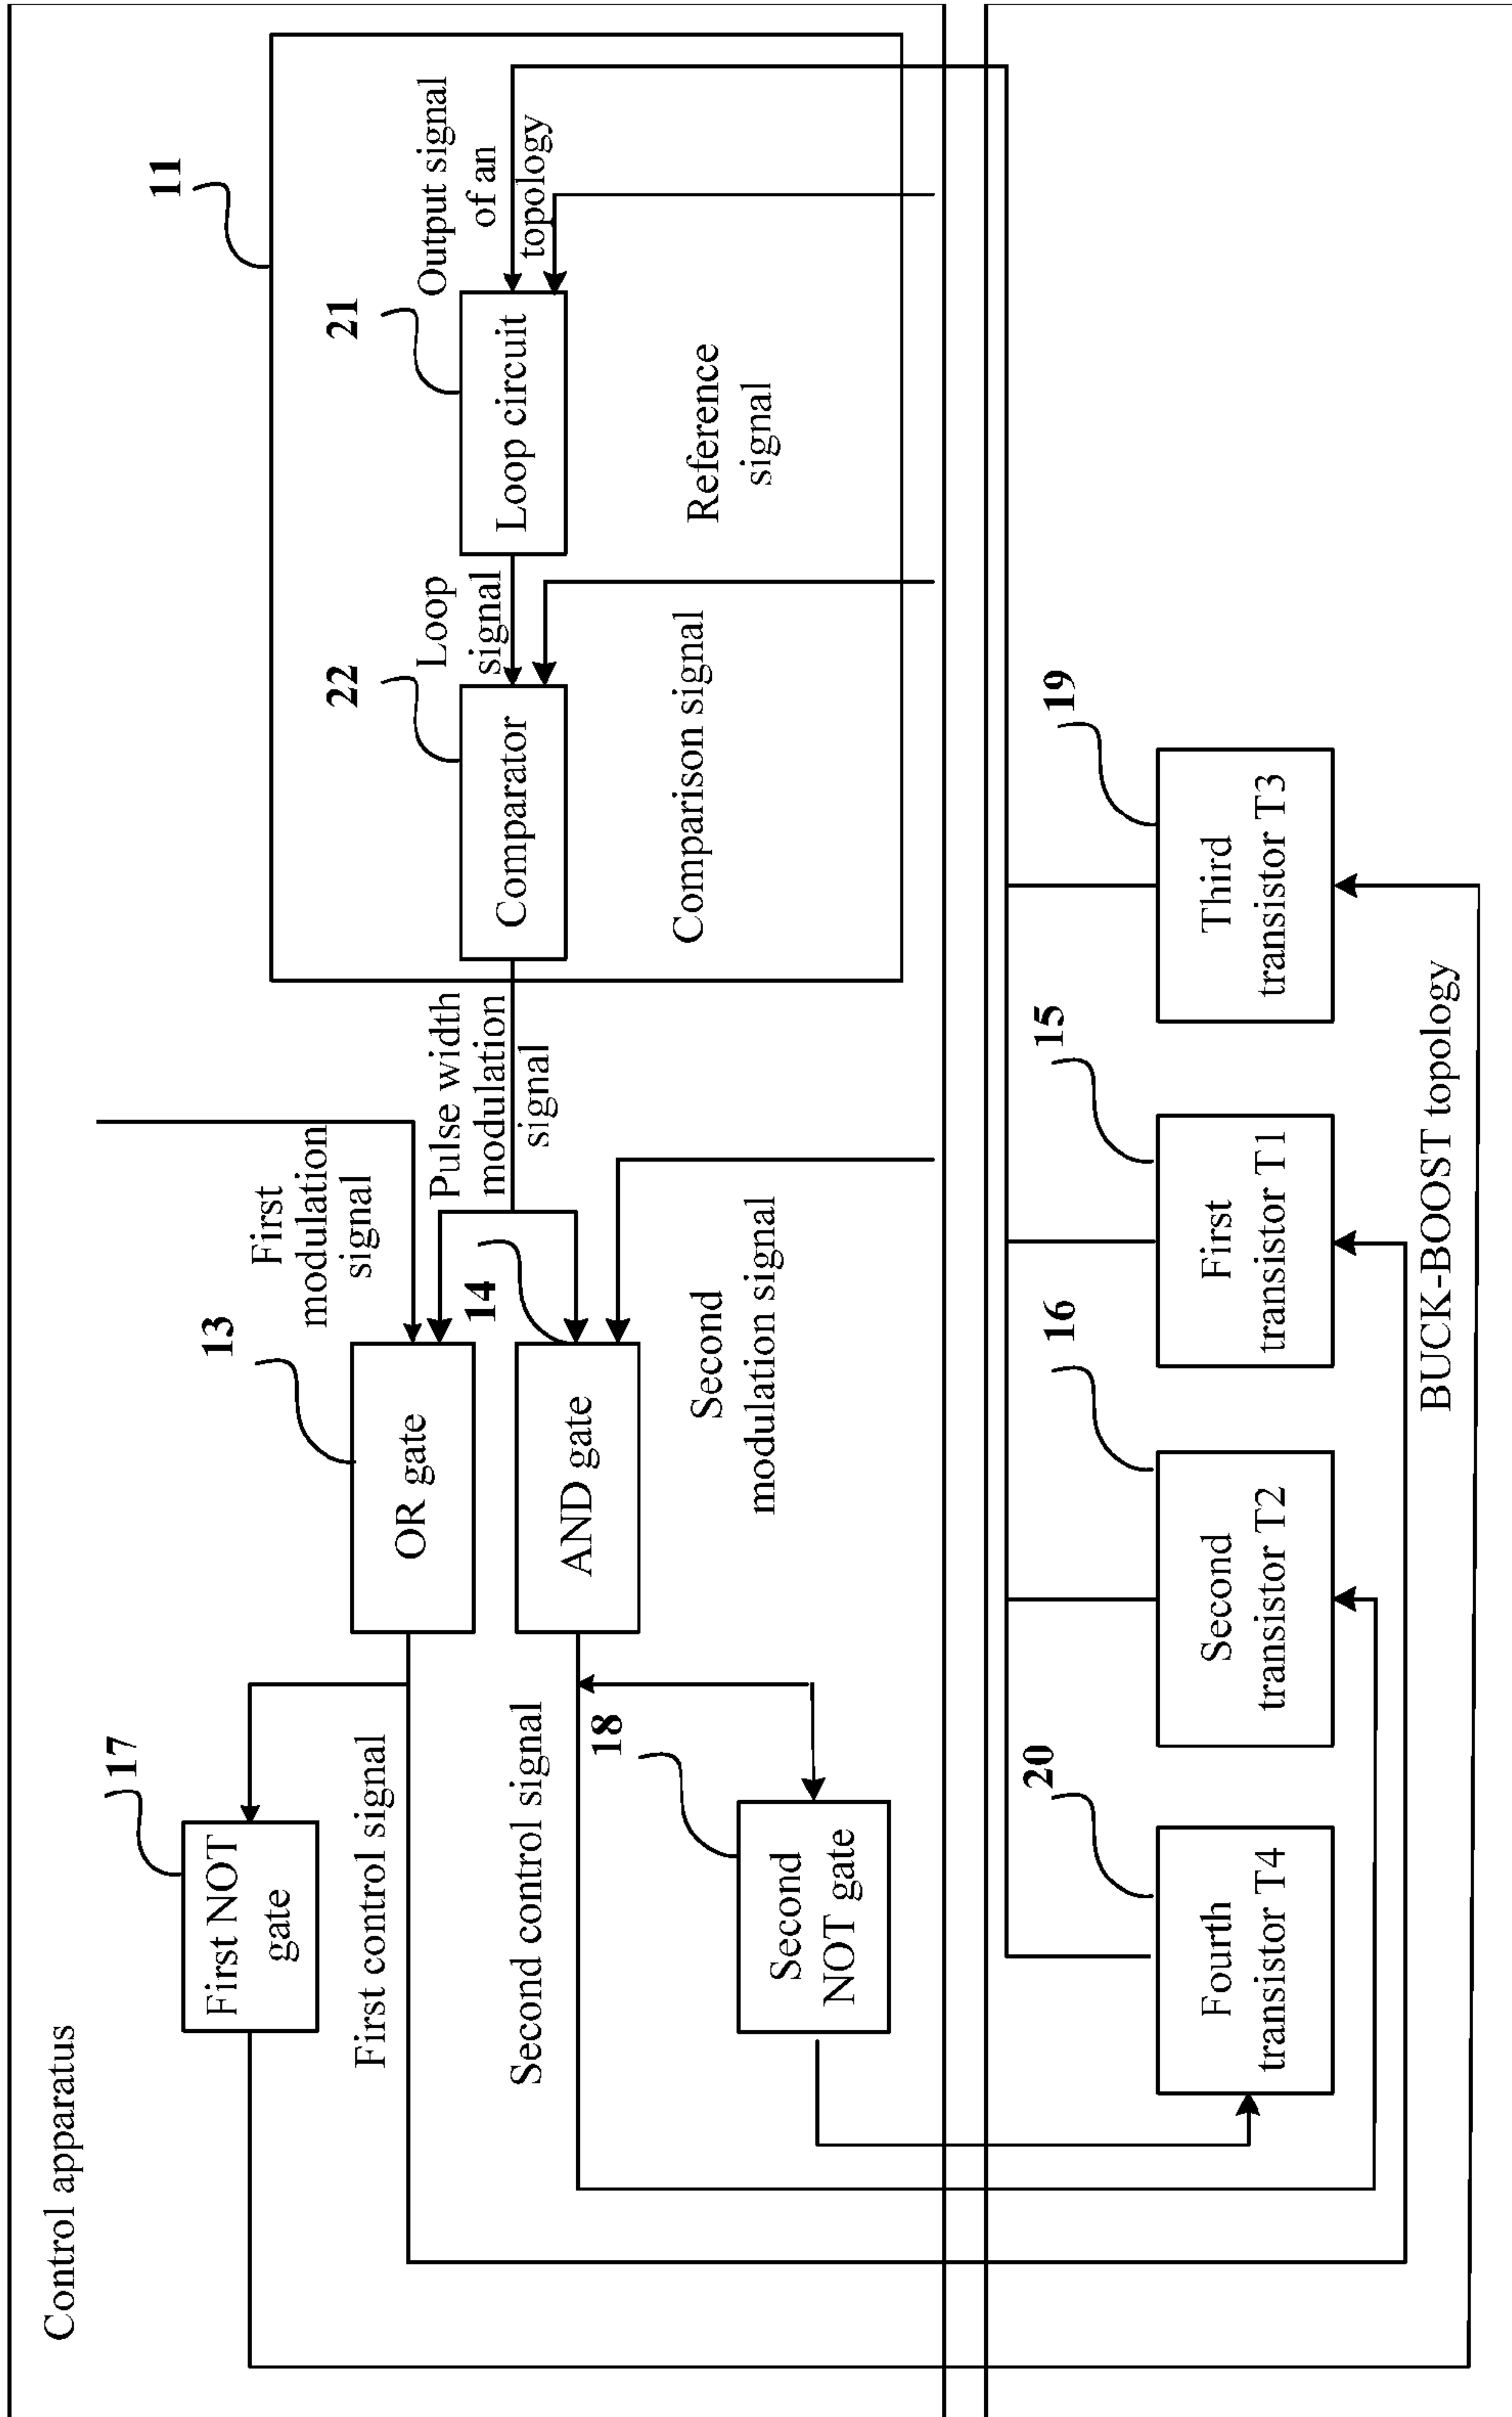 Control apparatus
17
First NOT
gate
First control signal
Second control signal
18
Second
NOT gate
13
OR gate
14
AND gate
First
modulation
signal
Second
modulation signal
Pulse width
modulation
signal
11
22
Comparator
Comparison signal
Loop
signal
21
Loop circuit
Reference
signal
Output signal
of an
topology
20
Fourth
transistor T4
16
Second
transistor T2
15
First
transistor T1
19
Third
transistor T3
BUCK-BOOST topology